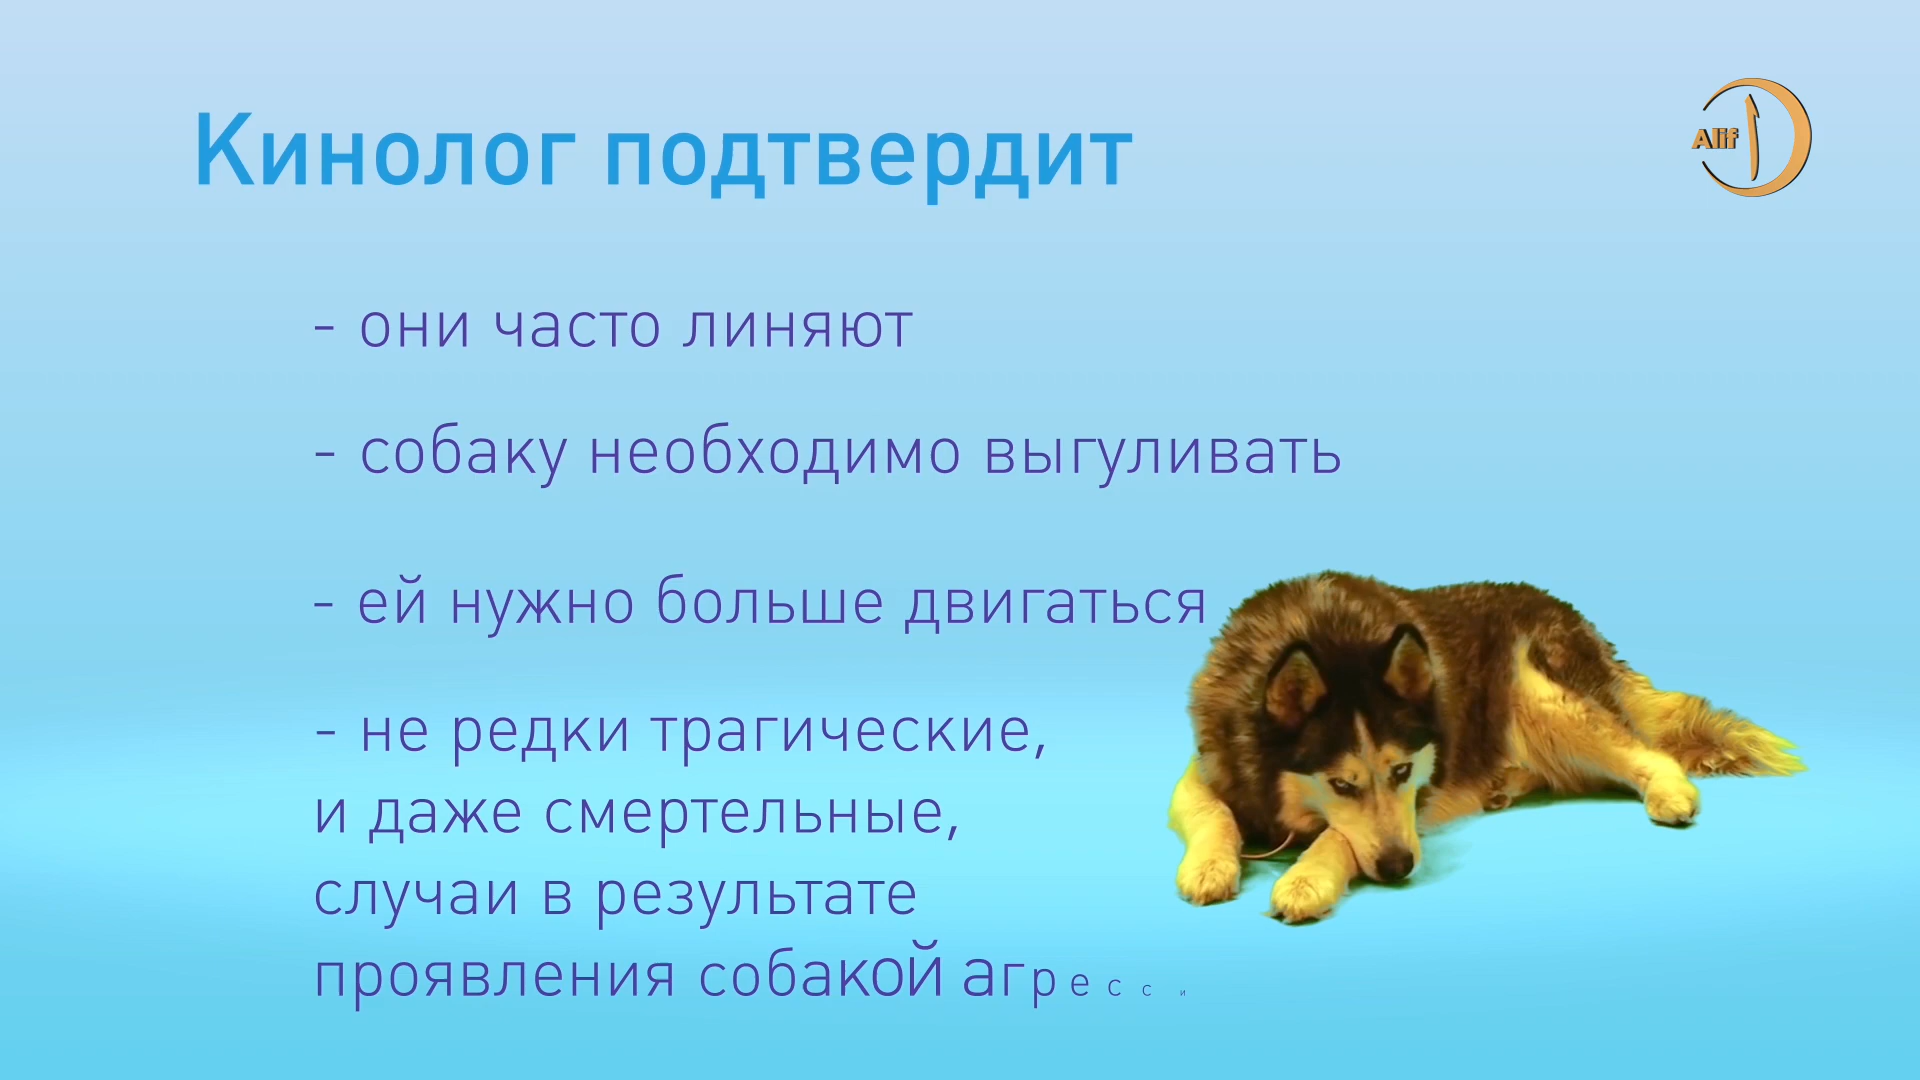 Кинолог подтвердит
Alif
- они часто линяют
- собаку необходимо выгуливать
- ей нужно больше двигаться
- не редки трагические,
и даже смертельные,
случаи в результате
проявления собакой агресси